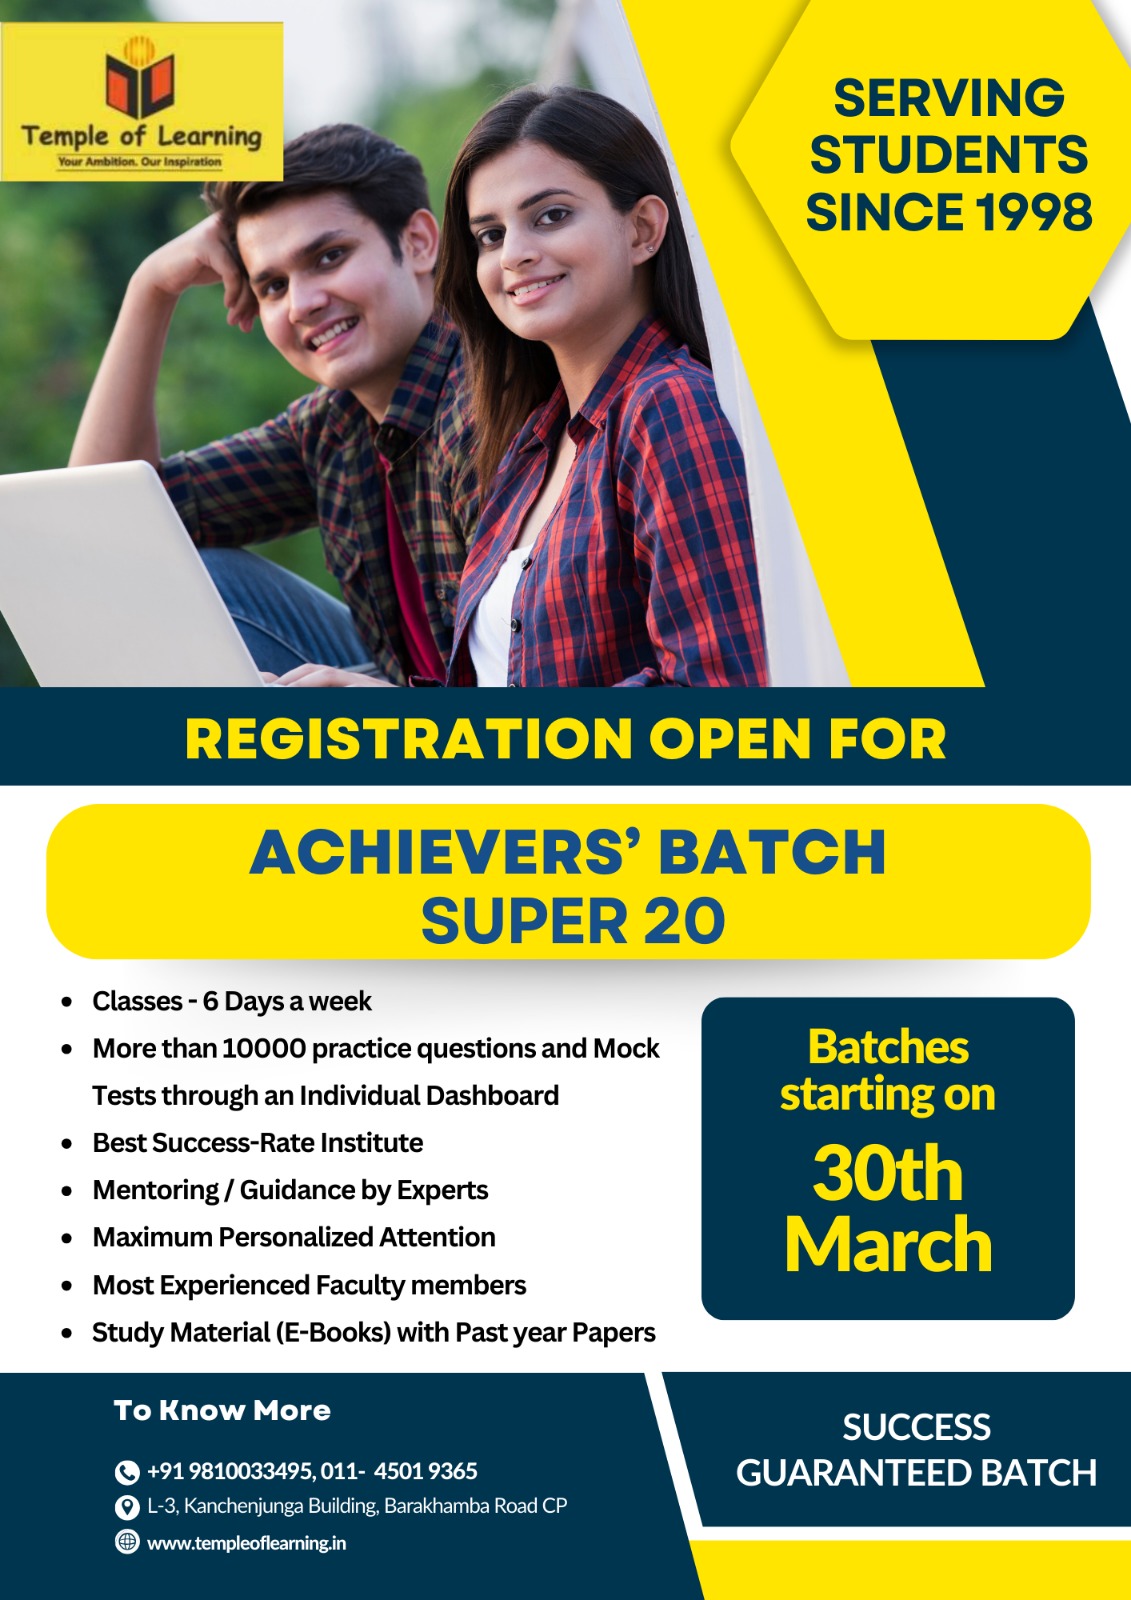 Temple of Learning
Your Ambition. Our Inspiration
SERVING
STUDENTS
SINCE 1998
REGISTRATION OPEN FOR
ACHIEVERS’ BATCH
SUPER 20
• Classes - 6 Days a week
• More than 10000 practice questions and Mock
Tests through an Individual Dashboard
• Best Success-Rate Institute
• Mentoring / Guidance by Experts
• Maximum Personalized Attention
• Most Experienced Faculty members
• Study Material (E-Books) with Past year Papers
Batches
starting on
30th
March
To Know More
+91 9810033495, 011- 4501 9365
L-3, Kanchenjunga Building, Barakhamba Road CP
www.templeoflearning.in
SUCCESS
GUARANTEED BATCH